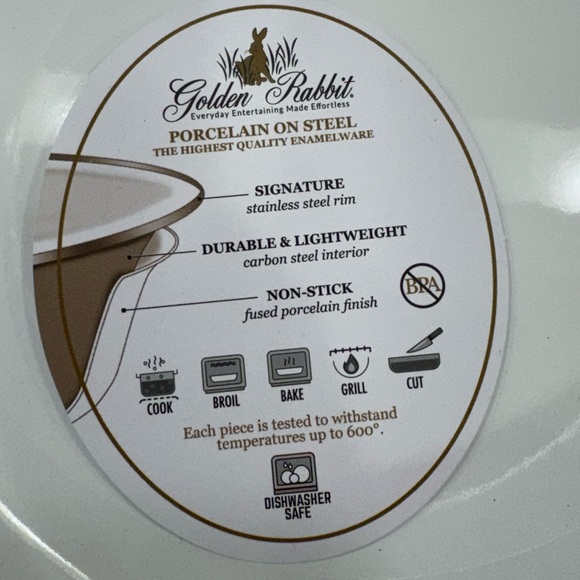 Golden Rabbit®
Everyday Entertaining Made Effortless
PORCELAIN ON STEEL
THE HIGHEST QUALITY ENAMELWARE
SIGNATURE
stainless steel rim
DURABLE & LIGHTWEIGHT
carbon steel interior
NON-STICK
fused porcelain finish
BPA
COOK BROIL BAKE GRILL CUT
Each piece is tested to withstand
temperatures up to 600°.
DISHWASHER
SAFE